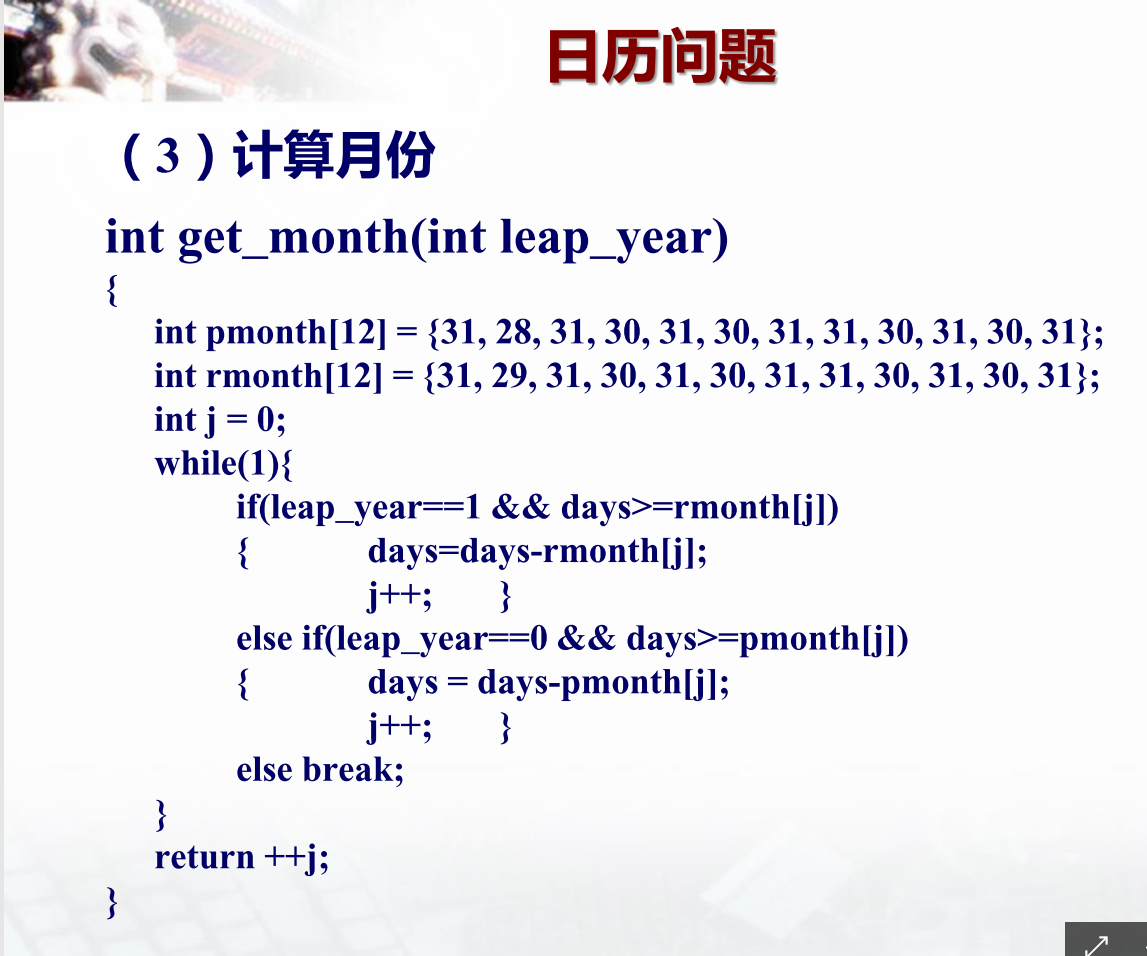 日历问题
（3）计算月份
int get_month(int leap_year)
{
int pmonth[12] = {31, 28, 31, 30, 31, 30, 31, 31, 30, 31, 30, 31};
int rmonth[12] = {31, 29, 31, 30, 31, 30, 31, 31, 30, 31, 30, 31};
int j = 0;
while(1){
if(leap_year==1 && days>=rmonth[j])
{ days=days-rmonth[j];
j++; }
else if(leap_year==0 && days>=pmonth[j])
{ days = days-pmonth[j];
j++; }
else break;
}
return ++j;
}